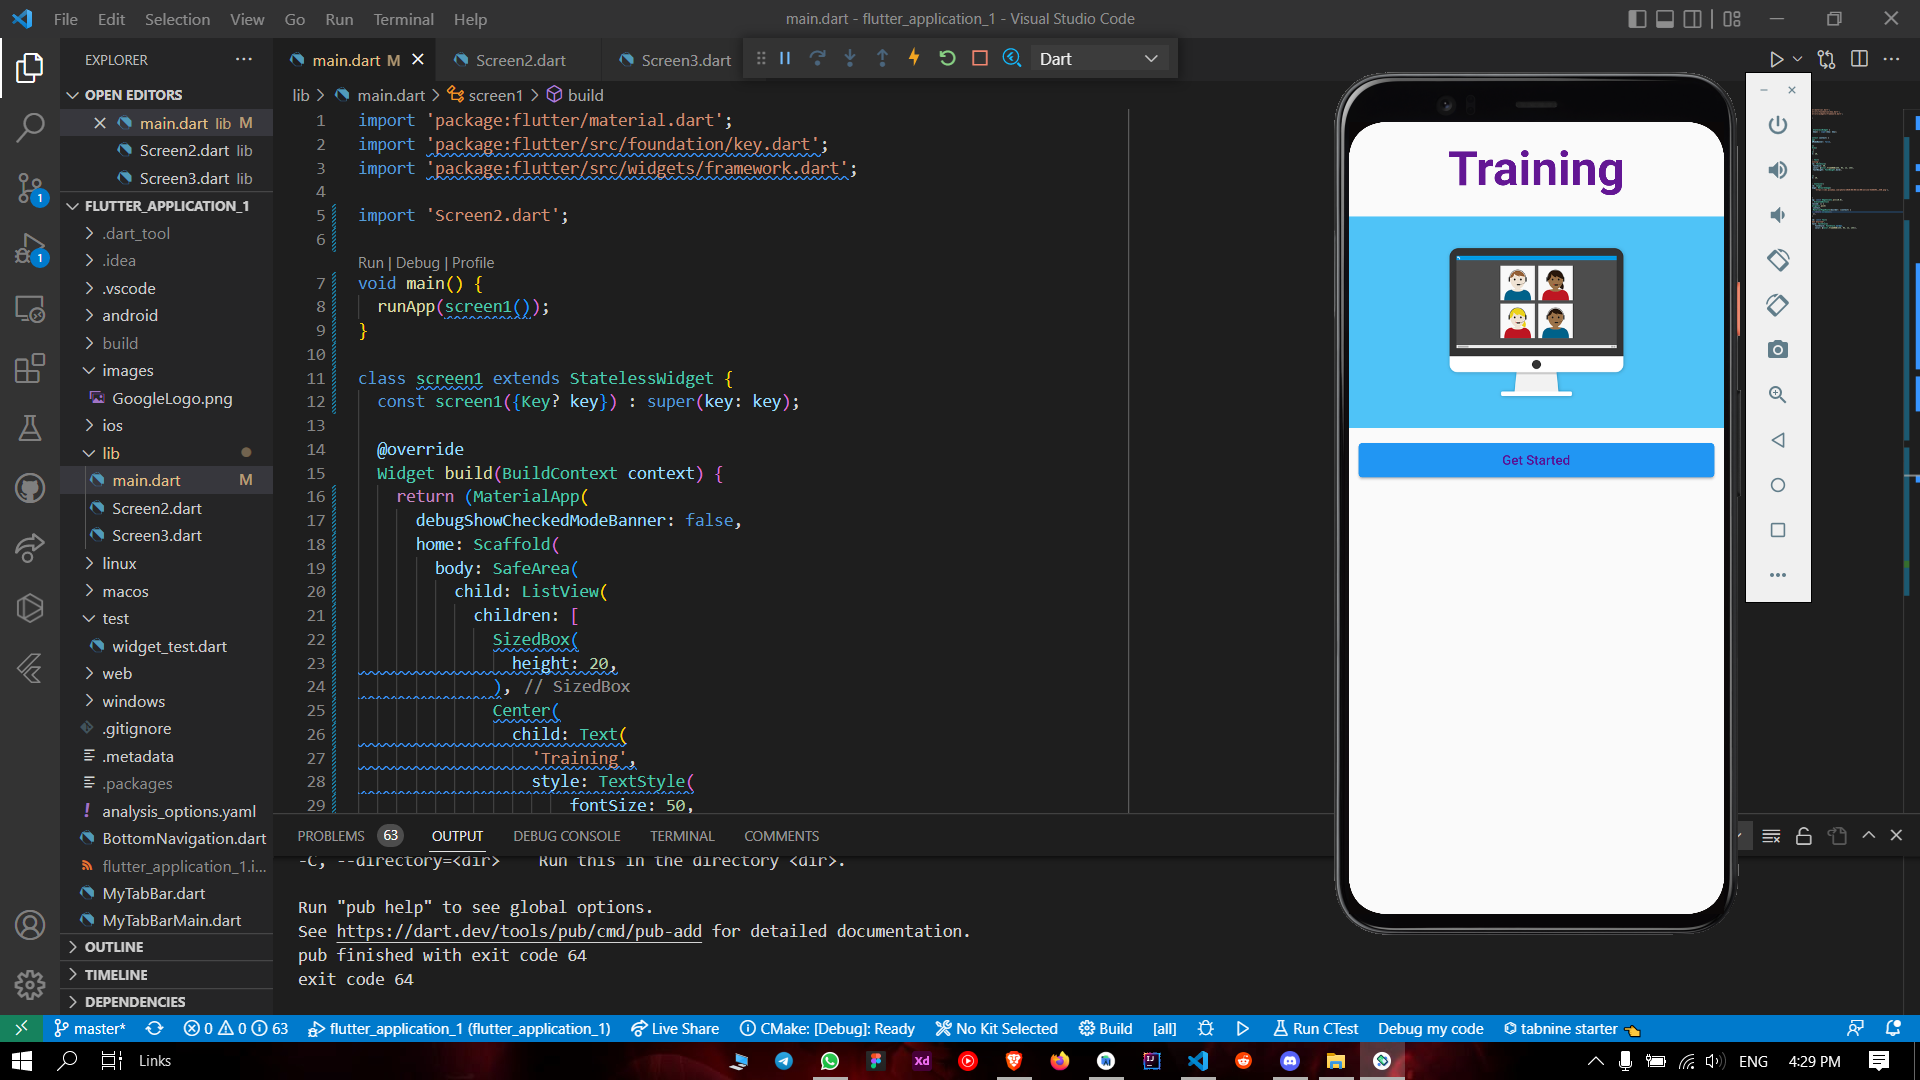 File Edit Selection View Go Run Terminal Help
main.dart - flutter_application_1 - Visual Studio Code
EXPLORER
main.dart M
Screen2.dart
Screen3.dart
Dart
OPEN EDITORS
main.dart lib M
Screen2.dart lib
Screen3.dart lib
FLUTTER_APPLICATION_1
.dart_tool
.idea
.vscode
android
build
images
GoogleLogo.png
ios
lib
main.dart M
Screen2.dart
Screen3.dart
linux
macos
test
widget_test.dart
web
windows
.gitignore
.metadata
.packages
analysis_options.yaml
BottomNavigation.dart
flutter_application_1.i...
MyTabBar.dart
MyTabBarMain.dart
OUTLINE
TIMELINE
DEPENDENCIES
1
1
lib > main.dart > screen1 > build
1 import 'package:flutter/material.dart';
2 import 'package:flutter/src/foundation/key.dart';
3 import 'package:flutter/src/widgets/framework.dart';
4
5 import 'Screen2.dart';
6
Run | Debug | Profile
7 void main() {
8 runApp(screen1());
9 }
10
11 class screen1 extends StatelessWidget {
12 const screen1({Key? key}) : super(key: key);
13
14 @override
15 Widget build(BuildContext context) {
16 return (MaterialApp(
17 debugShowCheckedModeBanner: false,
18 home: Scaffold(
19 body: SafeArea(
20 child: ListView(
21 children: [
22 SizedBox(
23 height: 20,
24 ), // SizedBox
25 Center(
26 child: Text(
27 'Training',
28 style: TextStyle(
29 fontSize: 50,
Training
Get Started
PROBLEMS 63 OUTPUT DEBUG CONSOLE TERMINAL COMMENTS
-C, --directory=<dir> Run this in the directory <dir>.
Run "pub help" to see global options.
See https://dart.dev/tools/pub/cmd/pub-add for detailed documentation.
pub finished with exit code 64
exit code 64
master* 0 0 63 flutter_application_1 (flutter_application_1) Live Share CMake: [Debug]: Ready No Kit Selected Build [all] Run CTest Debug my code tabnine starter
Links
Xd
ENG 4:29 PM